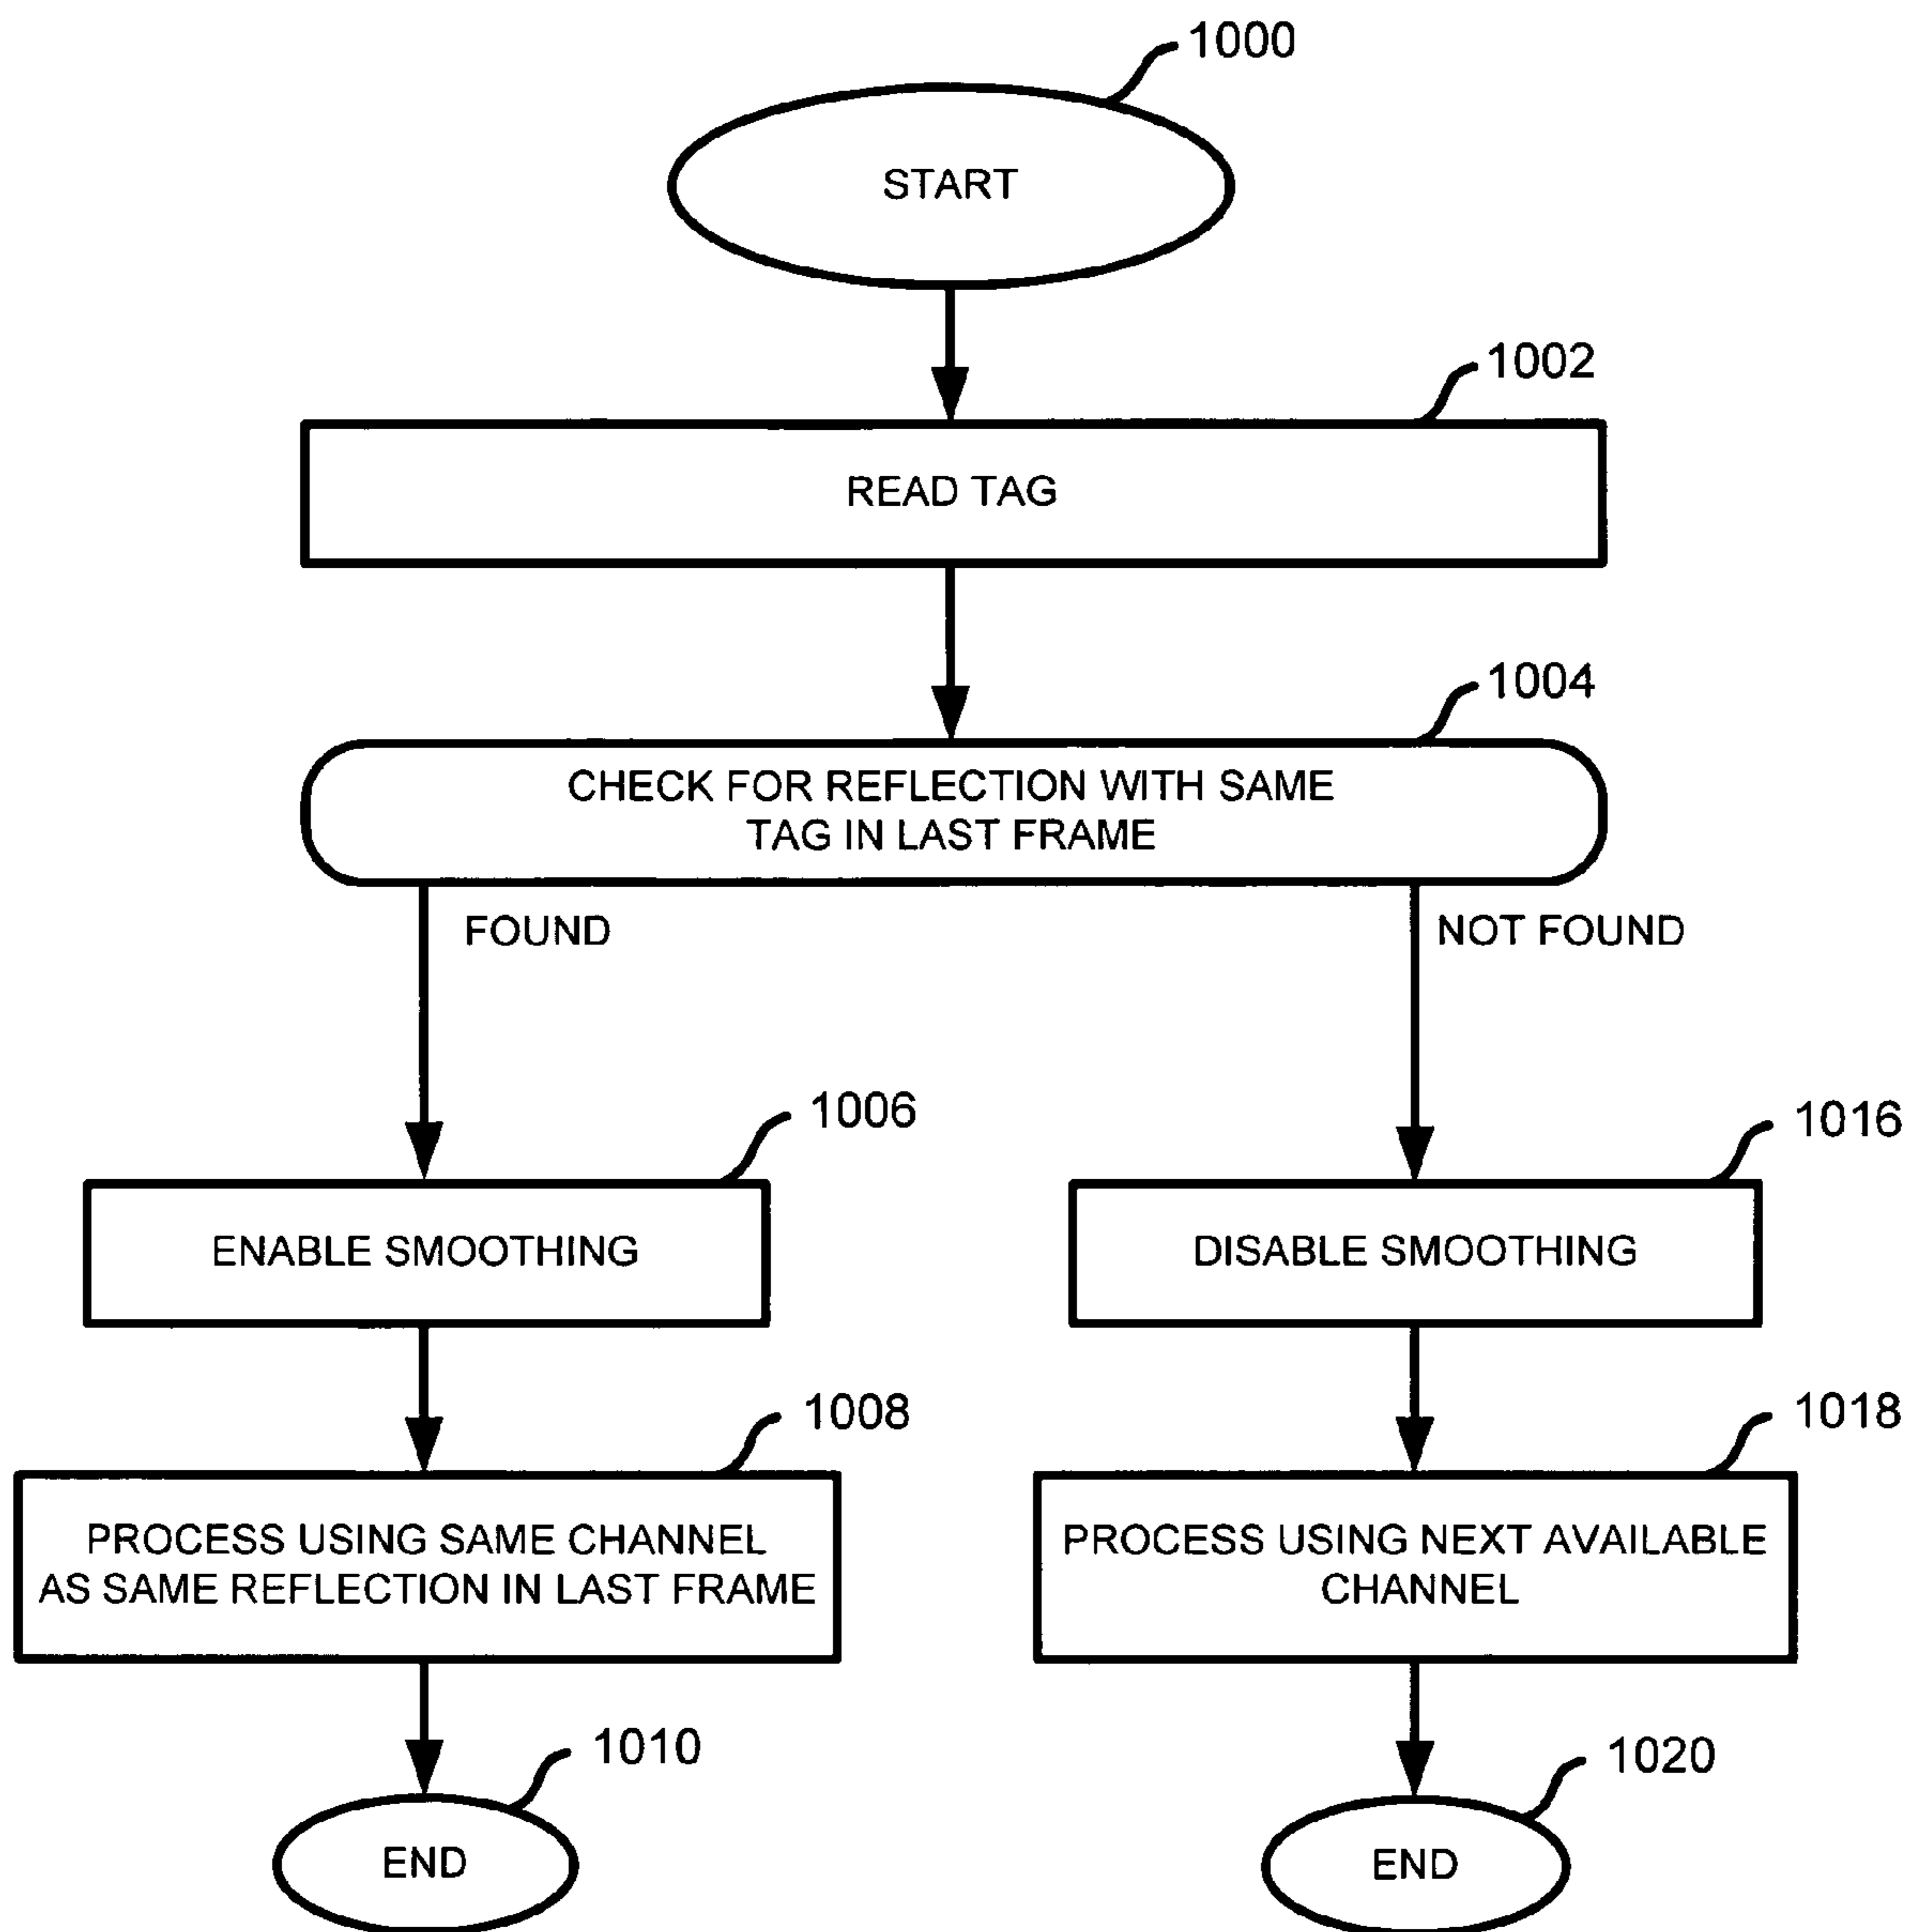 1000
START
1002
READ TAG
1004
CHECK FOR REFLECTION WITH SAME
TAG IN LAST FRAME
FOUND
NOT FOUND
1006
1016
ENABLE SMOOTHING
DISABLE SMOOTHING
1008
1018
PROCESS USING SAME CHANNEL
AS SAME REFLECTION IN LAST FRAME
PROCESS USING NEXT AVAILABLE
CHANNEL
1010
1020
END
END